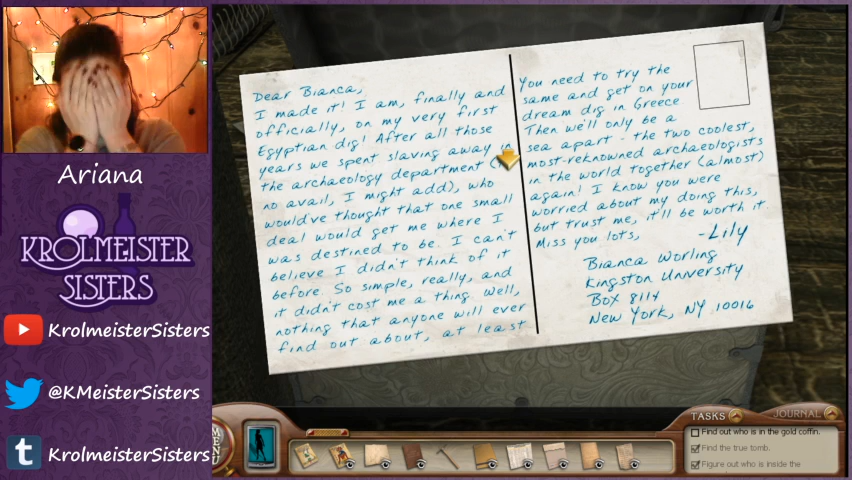 Ariana
KROLMEISTER
SISTERS
KrolmeisterSisters
@KMeisterSisters
KrolmeisterSisters
Dear Bianca,
I made it! I am, finally and
officially, on my very first
Egyptian dig! After all those
years we spent slaving away in
the archaeology department (
no avail, I might add), who
would've thought that one small
deal would get me where I
was destined to be. I can't
believe I didn't think of it
before. So simple, really, and
it didn't cost me a thing. Well,
nothing that anyone will ever
find out about, at least
You need to try the
same and get on your
dream dig in Greece.
Then we'll only be a
sea apart - the two coolest,
most-reknowned archaeologists
in the world together (almost)
again! I know you were
worried about my doing this,
but trust me, it'll be worth it.
Miss you lots,
-Lily
Bianca Worling
Kingston University
Box 8114
New York, NY 10016
MENU
TASKS
JOURNAL
Find out who is in the gold coffin.
Find the true tomb.
Figure out who is inside the